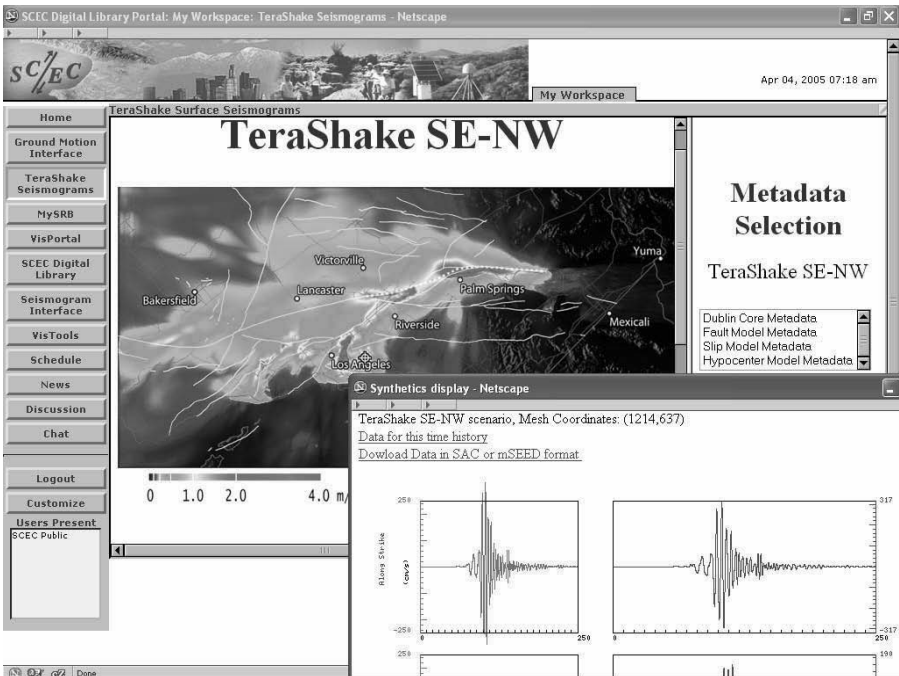 SCEC Digital Library Portal: My Workspace: TeraShake Seismograms - Netscape
SC/EC
My Workspace
Apr 04, 2005 07:18 am
Home
Ground Motion
Interface
TeraShake
Seismograms
MySRB
VisPortal
SCEC Digital
Library
Seismogram
Interface
VisTools
Schedule
News
Discussion
Chat
Logout
Customize
Users Present
SCEC Public
TeraShake Surface Seismograms
TeraShake SE-NW
Victorville
Yuma
Bakersfield
Lancaster
Palm Springs
Riverside
Mexicali
Los Angeles
0 1.0 2.0 4.0 m/
Metadata
Selection
TeraShake SE-NW
Dublin Core Metadata
Fault Model Metadata
Slip Model Metadata
Hypocenter Model Metadata
Synthetics display - Netscape
TeraShake SE-NW scenario, Mesh Coordinates: (1214,637)
Data for this time history
Dowload Data in SAC or mSEED format
250
Along Strike
(cm/s)
-250
0
250
317
-317
0
250
250
190
Done